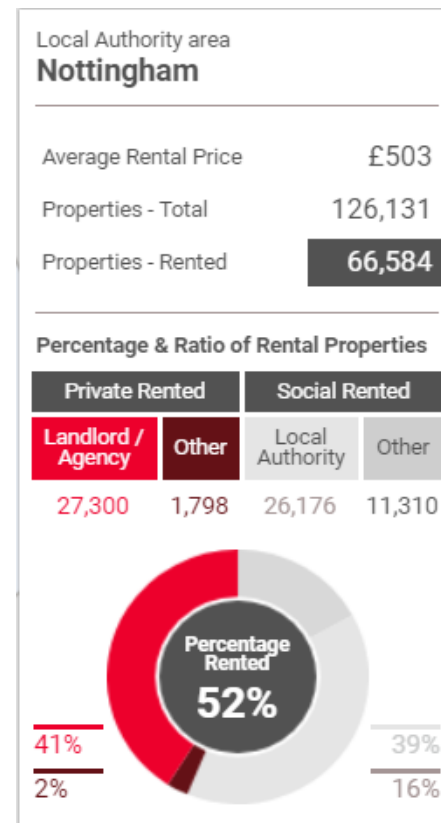 Local Authority area
Nottingham
Average Rental Price £503
Properties - Total 126,131
Properties - Rented 66,584
Percentage & Ratio of Rental Properties
Private Rented Social Rented
Landlord / Agency Other Local Authority Other
27,300 1,798 26,176 11,310
Percentage
Rented
52%
41% 39%
2% 16%